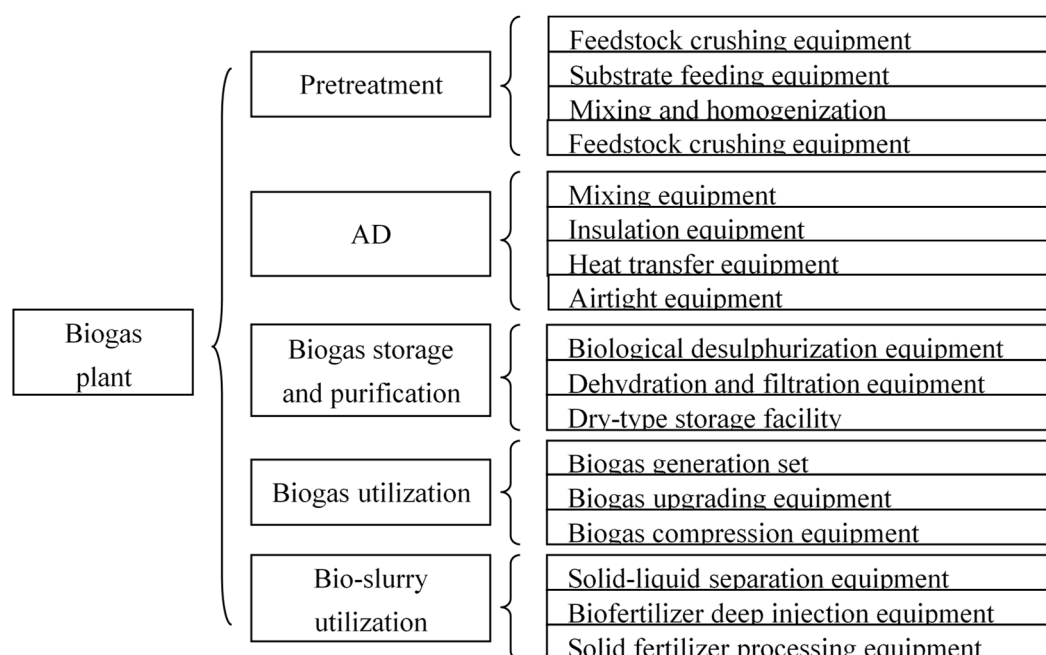 Biogas
plant
Pretreatment
Feedstock crushing equipment
Substrate feeding equipment
Mixing and homogenization
Feedstock crushing equipment
AD
Mixing equipment
Insulation equipment
Heat transfer equipment
Airtight equipment
Biogas storage
and purification
Biological desulphurization equipment
Dehydration and filtration equipment
Dry-type storage facility
Biogas utilization
Biogas generation set
Biogas upgrading equipment
Biogas compression equipment
Bio-slurry
utilization
Solid-liquid separation equipment
Biofertilizer deep injection equipment
Solid fertilizer processing equipment